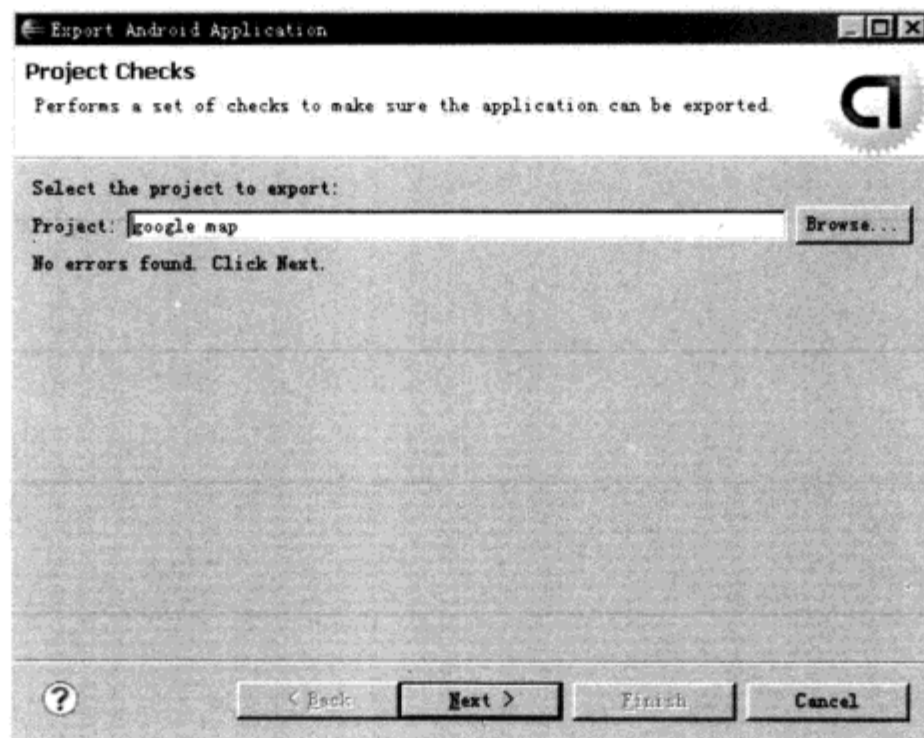 Export Android Application
Project Checks
Performs a set of checks to make sure the application can be exported.
Select the project to export:
Project: google map Browse...
No errors found. Click Next.
? < Back Next > Finish Cancel